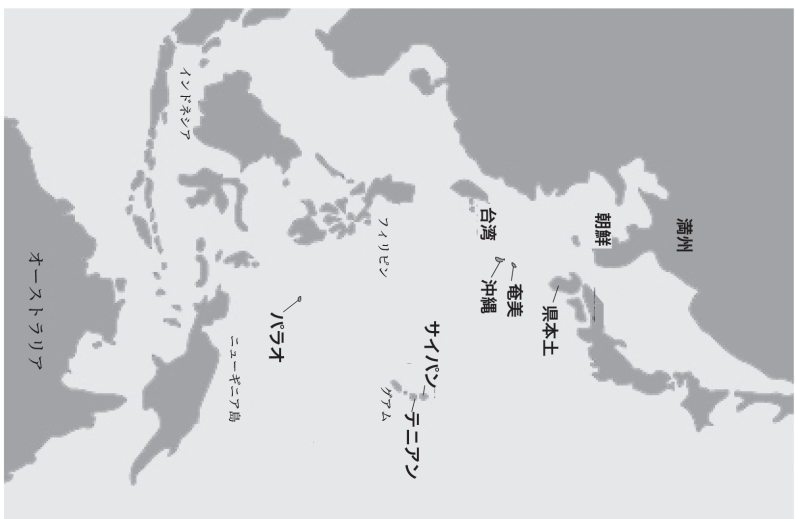 満州
朝鮮
県本土
奄美
沖縄
台湾
サイパン
テニアン
グアム
フィリピン
パラオ
ニューギニア島
インドネシア
オーストラリア